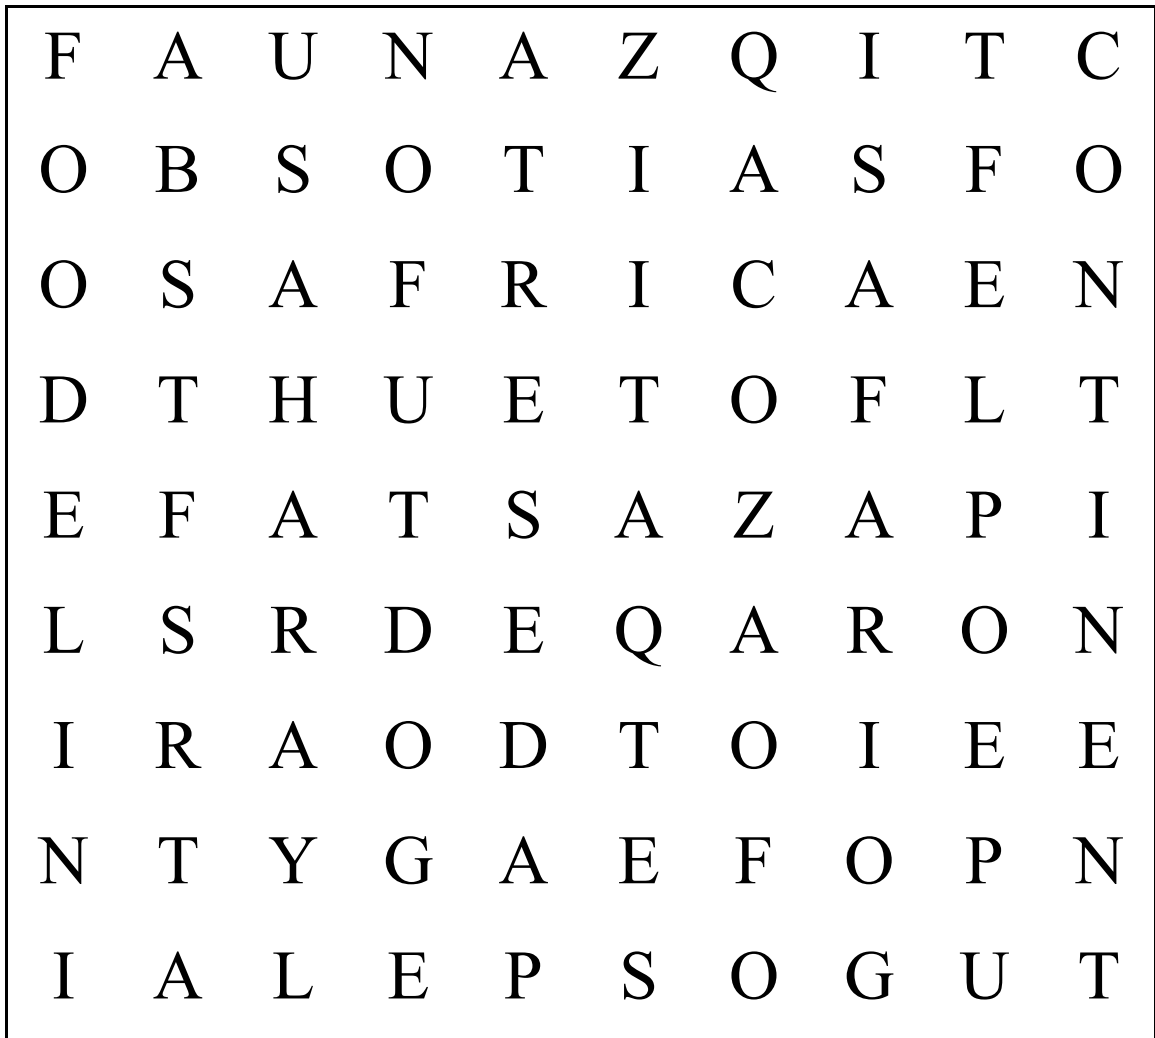 F A U N A Z Q I T C
O B S O T I A S F O
O S A F R I C A E N
D T H U E T O F L T
E F A T S A Z A P I
L S R D E Q A R O N
I R A O D T O I E E
N T Y G A E F O P N
I A L E P S O G U T